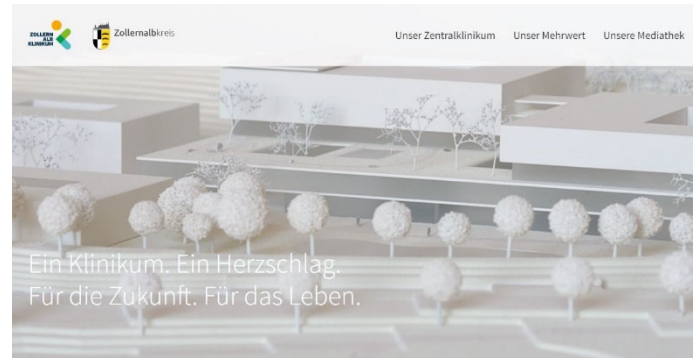 ZOLLERN
ALB
KLINIKUM
Zollernalbkreis
Unser Zentralklinikum
Unser Mehrwert
Unsere Mediathek
Ein Klinikum. Ein Herzschlag.
Für die Zukunft. Für das Leben.